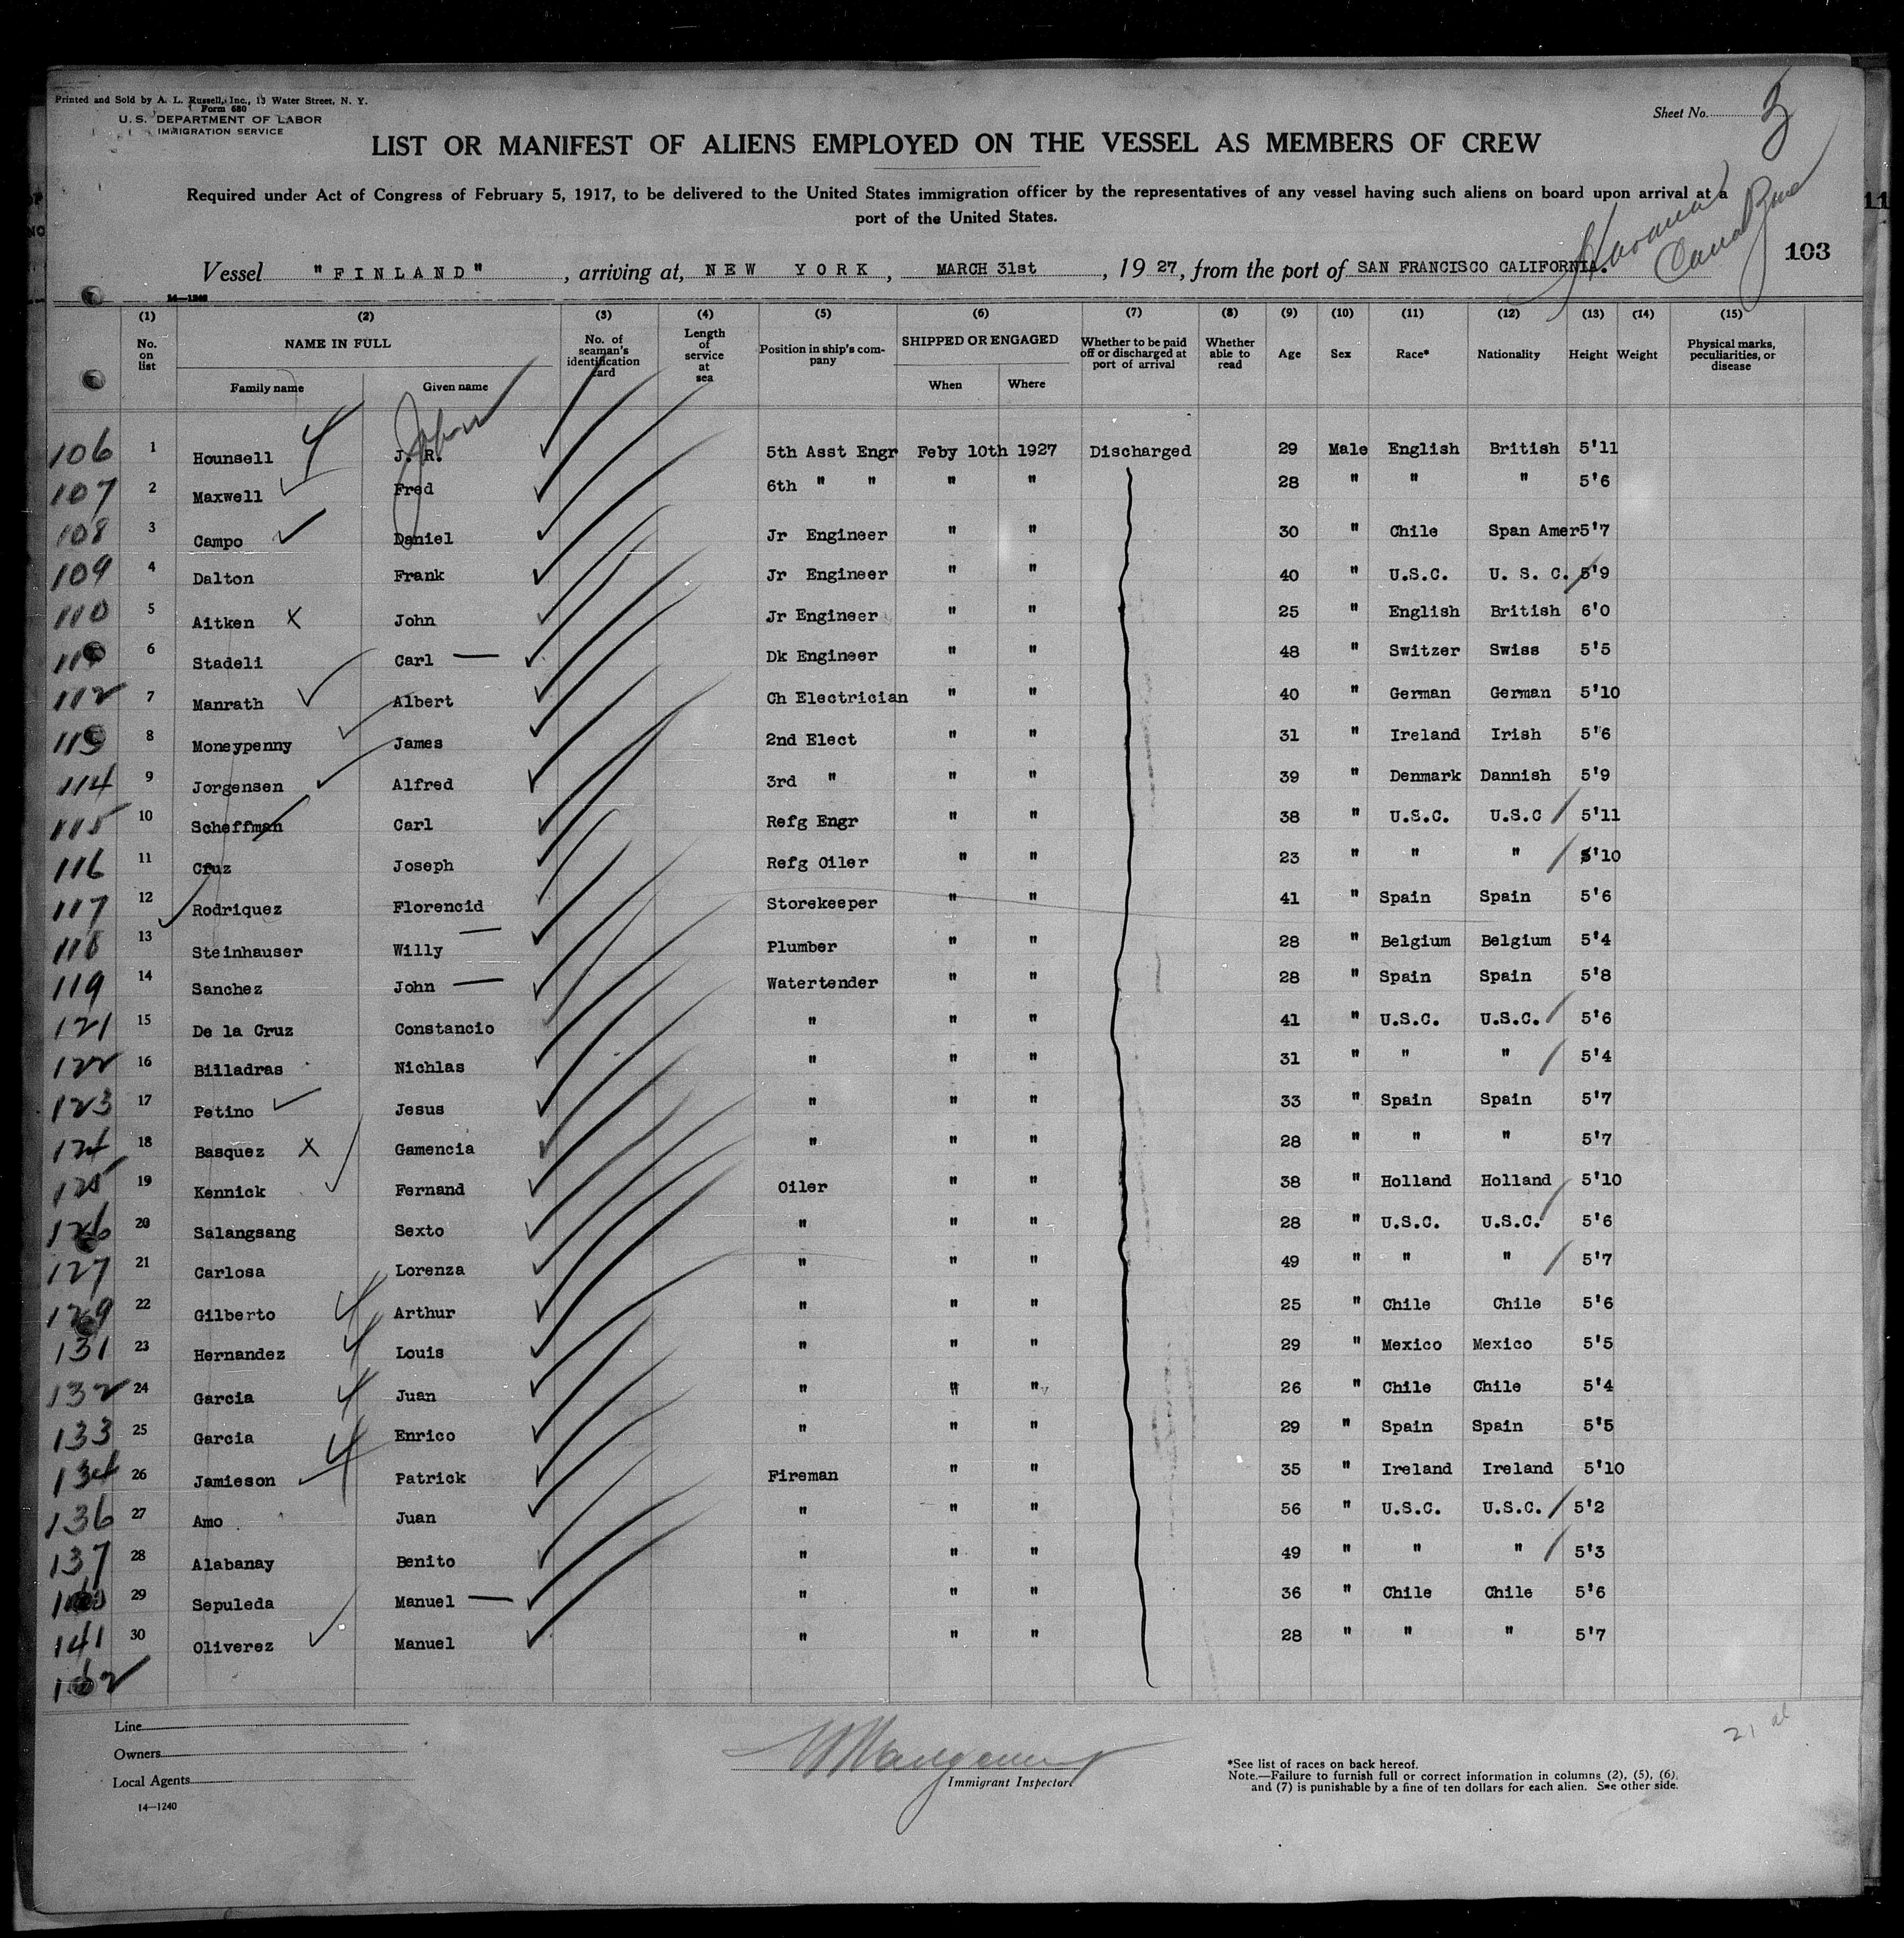 Printed and Sold by A. L. Russell, Inc., 13 Water Street, N. Y.
Form 680
U. S. DEPARTMENT OF LABOR
IMMIGRATION SERVICE
Sheet No. 3
LIST OR MANIFEST OF ALIENS EMPLOYED ON THE VESSEL AS MEMBERS OF CREW
Required under Act of Congress of February 5, 1917, to be delivered to the United States immigration officer by the representatives of any vessel having such aliens on board upon arrival at a
port of the United States.
Havana
Canal Zone
103
Vessel "FINLAND", arriving at, NEW YORK, MARCH 31st, 1927, from the port of SAN FRANCISCO CALIFORNIA.
14—1240
(1) (2) (3) (4) (5) (6) (7) (8) (9) (10) (11) (12) (13) (14) (15)
No. on list NAME IN FULL Family name Given name No. of seaman's identification card Length of service at sea Position in ship's company SHIPPED OR ENGAGED When Where Whether to be paid off or discharged at port of arrival Whether able to read Age Sex Race* Nationality Height Weight Physical marks, peculiarities, or disease
John
106 1 Hounsell 4 J. R. 5th Asst Engr Feby 10th 1927 Discharged 29 Male English British 5'11
107 2 Maxwell Fred 6th " " " " 28 " " " 5'6
108 3 Campo Daniel Jr Engineer " " 30 " Chile Span Amer 5'7
109 4 Dalton Frank Jr Engineer " " 40 " U.S.C. U. S. C. 5'9
110 5 Aitken X John Jr Engineer " " 25 " English British 6'0
111 6 Stadeli Carl — Dk Engineer " " 48 " Switzer Swiss 5'5
112 7 Manrath Albert Ch Electrician " " 40 " German German 5'10
113 8 Moneypenny James 2nd Elect " " 31 " Ireland Irish 5'6
114 9 Jorgensen Alfred 3rd " " " 39 " Denmark Dannish 5'9
115 10 Scheffman Carl Refg Engr " " 38 " U.S.C. U.S.C 5'11
116 11 Cruz Joseph Refg Oiler " " 23 " " " 5'10
117 12 Rodriquez Florencid Storekeeper " " 41 " Spain Spain 5'6
118 13 Steinhauser Willy — Plumber " " 28 " Belgium Belgium 5'4
119 14 Sanchez John — Watertender " " 28 " Spain Spain 5'8
121 15 De la Cruz Constancio " " " 41 " U.S.C. U.S.C. 5'6
122 16 Billadras Nichlas " " " 31 " " " 5'4
123 17 Petino Jesus " " " 33 " Spain Spain 5'7
124 18 Basquez X Gamencia " " " 28 " " " 5'7
125 19 Kennick Fernand Oiler " " 38 " Holland Holland 5'10
126 20 Salangsang Sexto " " " 28 " U.S.C. U.S.C. 5'6
127 21 Carlosa Lorenza " " " 49 " " " 5'7
129 22 Gilberto 4 Arthur " " " 25 " Chile Chile 5'6
131 23 Hernandez 4 Louis " " " 29 " Mexico Mexico 5'5
132 24 Garcia 4 Juan " " " 26 " Chile Chile 5'4
133 25 Garcia Enrico " " " 29 " Spain Spain 5'5
134 26 Jamieson 4 Patrick Fireman " " 35 " Ireland Ireland 5'10
136 27 Amo Juan " " " 56 " U.S.C. U.S.C. 5'2
137 28 Alabanay Benito " " " 49 " " " 5'3
29 Sepuleda Manuel — " " " 36 " Chile Chile 5'6
141 30 Oliverez Manuel " " " 28 " " " 5'7
21 al
Line
Owners
Local Agents
14—1240
Immigrant Inspector.
*See list of races on back hereof.
Note.—Failure to furnish full or correct information in columns (2), (5), (6),
and (7) is punishable by a fine of ten dollars for each alien. See other side.